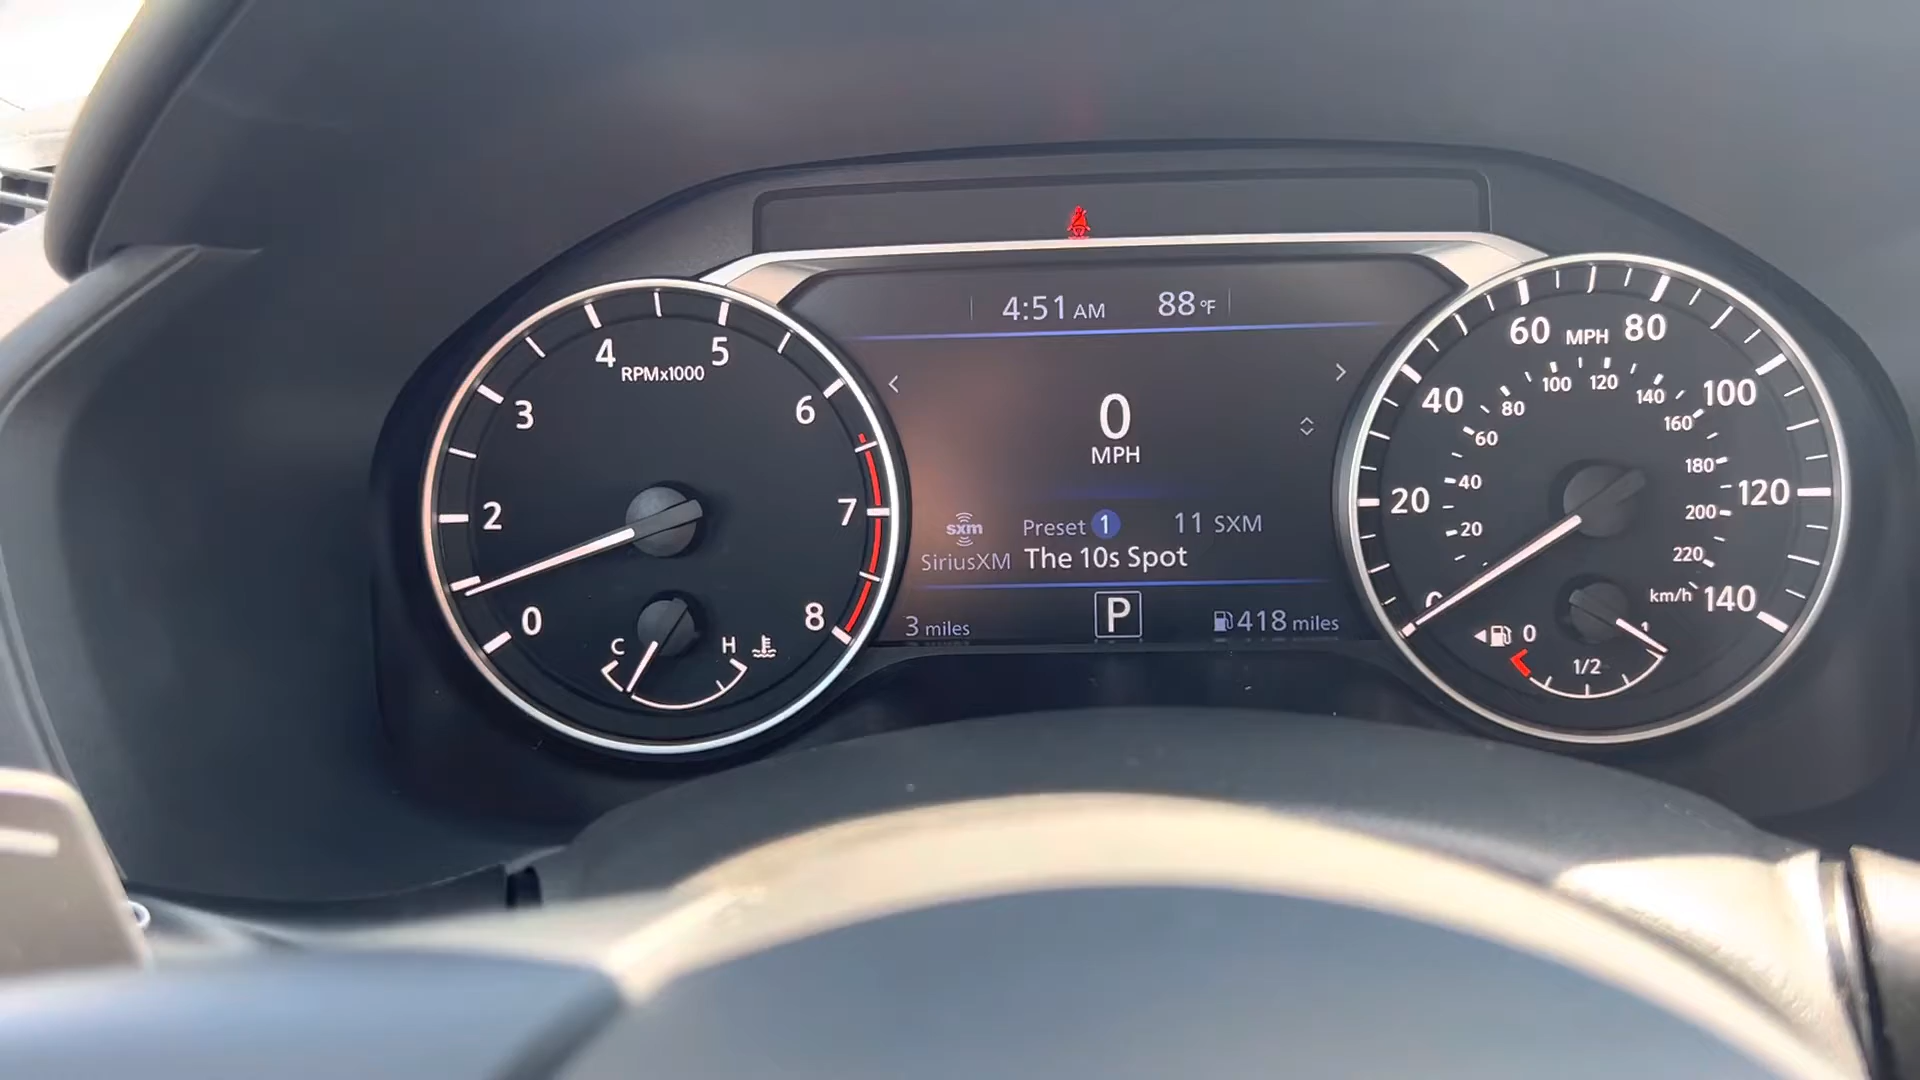 4:51 AM 88°F
0
MPH
sxm
SiriusXM
Preset 1 11 SXM
The 10s Spot
3 miles
P
418 miles
RPMx1000
0
2
3
4
5
6
7
8
C H
MPH
20
40
60
80
100
120
140
20
40
60
80
100
120
140
160
180
200
220
km/h
0 1/2 1